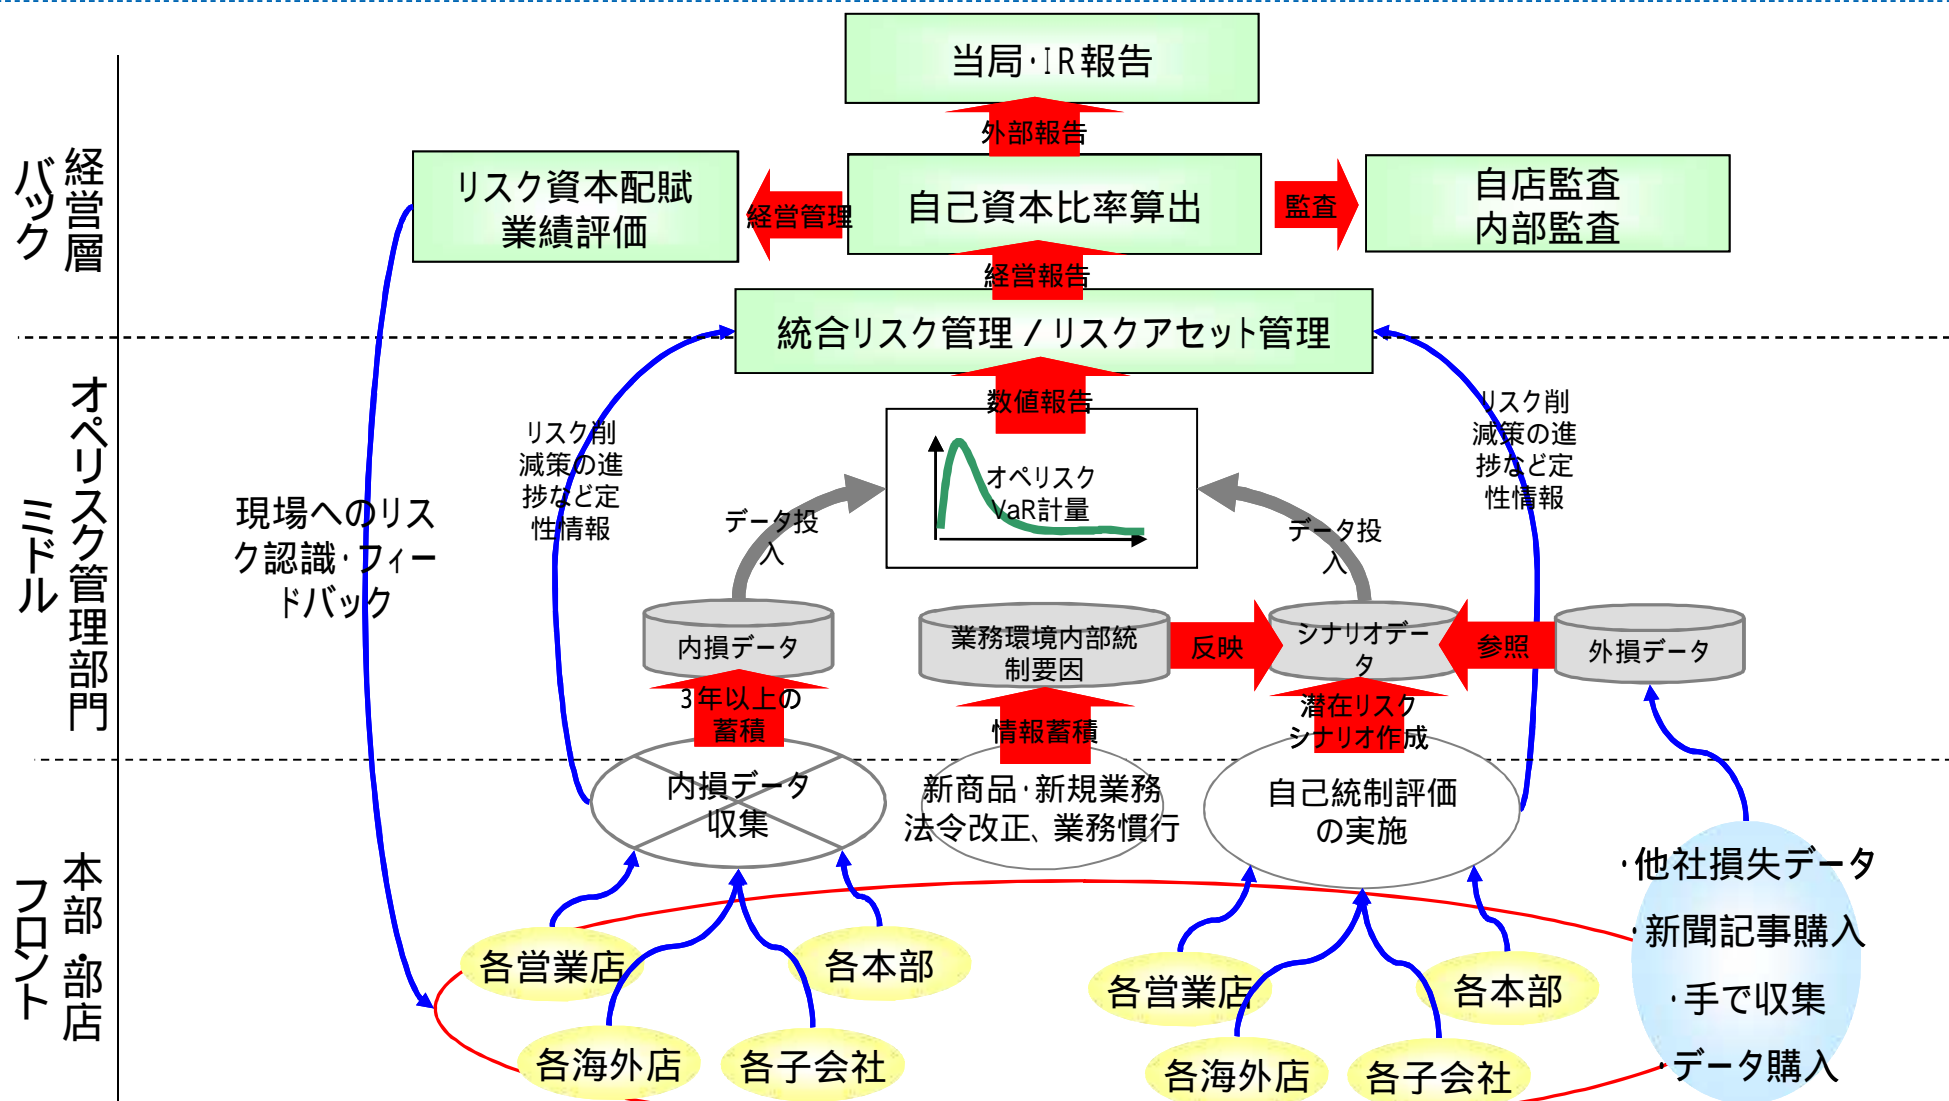 当局・IR報告
外部報告
経営層
バック
リスク資本配賦
業績評価
経営管理
自己資本比率算出
監査
自店監査
内部監査
経営報告
統合リスク管理/リスクアセット管理
数値報告
オペリスク管理部門
ミドル
現場へのリス
ク認識・フィー
ドバック
リスク削
減策の進
捗など定
性情報
データ投
入
オペリスク
VaR計量
データ投
入
リスク削
減策の進
捗など定
性情報
内損データ
業務環境内部統
制要因
反映
シナリオデー
タ
参照
外損データ
3年以上の
蓄積
情報蓄積
潜在リスク
シナリオ作成
本部・部店
フロント
内損データ
収集
新商品・新規業務
法令改正、業務慣行
自己統制評価
の実施
各営業店
各本部
各海外店
各子会社
各営業店
各本部
各海外店
各子会社
・他社損失データ
・新聞記事購入
・手で収集
・データ購入